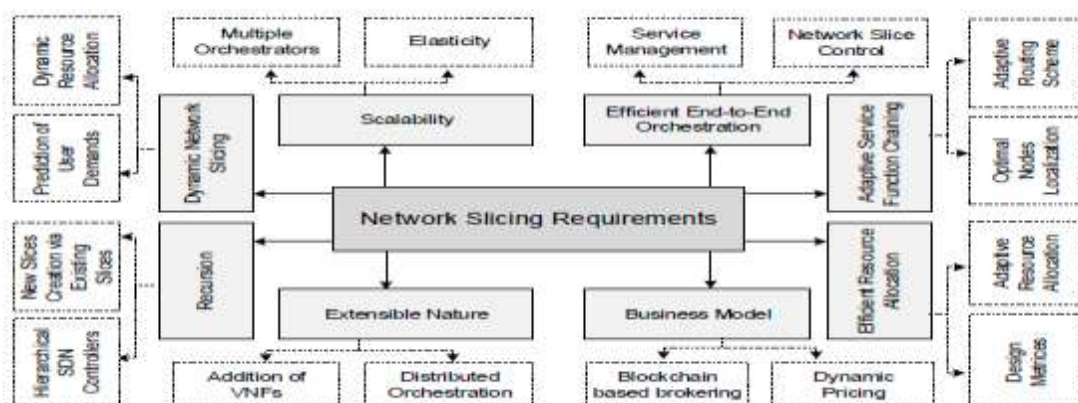 Multiple
Orchestrators
Elasticity
Service
Management
Network Slice
Control
Dynamic
Resource
Allocation
Prediction of
User
Demands
Dynamic Network
Slicing
Scalability
Efficient End-to-End
Orchestration
Adaptive Service
Function Chaining
Adaptive
Routing
Scheme
Optimal
Nodes
Localization
Network Slicing Requirements
New Slices
Creation via
Existing
Slices
Hierarchical
SDN
Controllers
Recursion
Extensible Nature
Business Model
Efficient Resource
Allocation
Adaptive
Resource
Allocation
Design
Metrices
Addition of
VNFs
Distributed
Orchestration
Blockchain
based brokering
Dynamic
Pricing